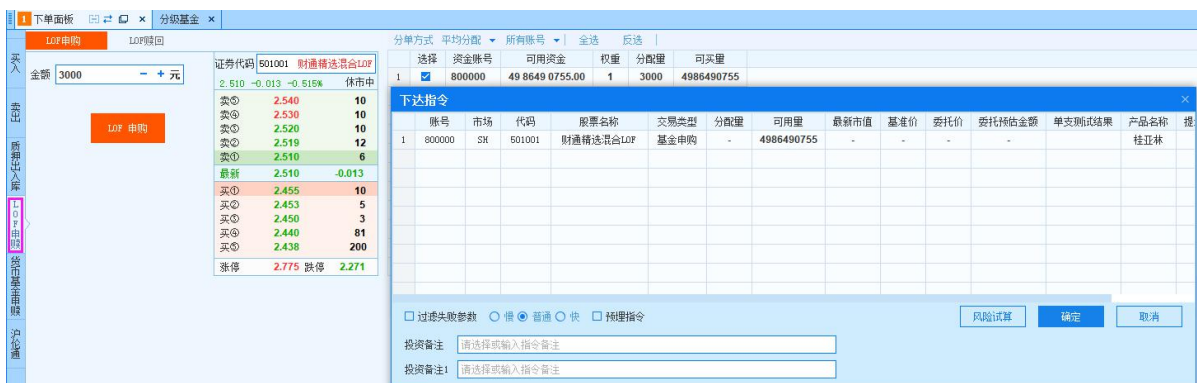 1 下单面板 × 分级基金 ×
LOF申购 LOF赎回
买入
卖出
质押出入库
LOF申赎
货币基金申赎
沪伦通
金额 3000 - + 元
LOF 申购
证券代码 501001 财通精选混合LOF
2.510 -0.013 -0.515% 休市中
卖⑤ 2.540 10
卖④ 2.530 10
卖③ 2.520 10
卖② 2.519 12
卖① 2.510 6
最新 2.510 -0.013
买① 2.455 10
买② 2.453 5
买③ 2.450 3
买④ 2.440 81
买⑤ 2.438 200
涨停 2.775 跌停 2.271
分单方式 平均分配 所有账号 全选 反选
选择 资金账号 可用资金 权重 分配量 可买量
1 800000 49 8649 0755.00 1 3000 4986490755
下达指令 ×
账号 市场 代码 股票名称 交易类型 分配量 可用量 最新市值 基准价 委托价 委托预估金额 单支测试结果 产品名称 提
1 800000 SH 501001 财通精选混合LOF 基金申购 4986490755 - - - - 桂亚林
过滤失败参数 慢 普通 快 预埋指令 风险试算 确定 取消
投资备注 请选择或输入指令备注
投资备注1 请选择或输入指令备注